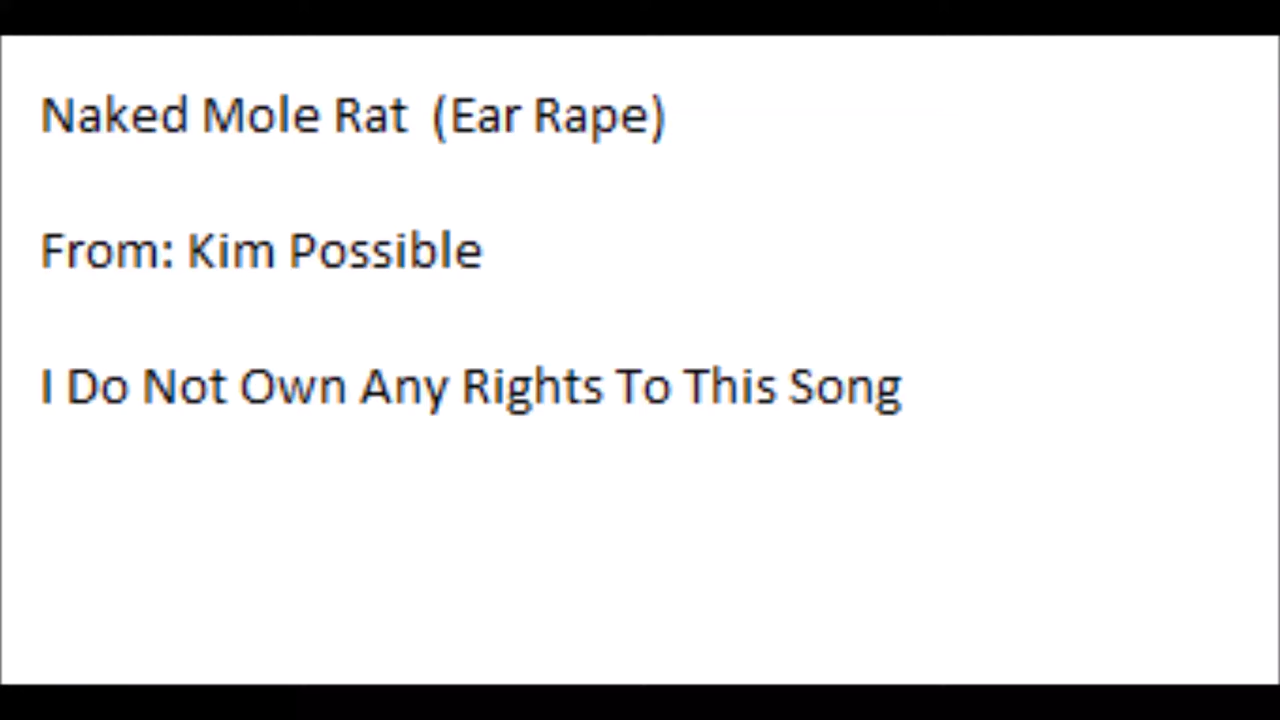 Naked Mole Rat  (Ear Rape)
From: Kim Possible
I Do Not Own Any Rights To This Song